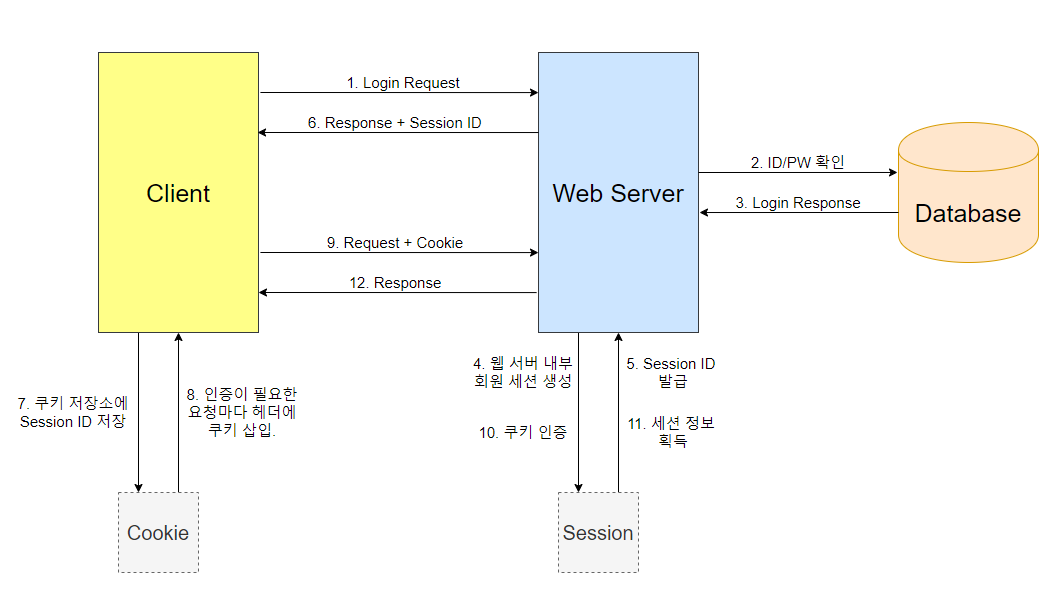 1. Login Request
6. Response + Session ID
Client
Web Server
2. ID/PW 확인
3. Login Response
Database
9. Request + Cookie
12. Response
7. 쿠키 저장소에
Session ID 저장
8. 인증이 필요한
요청마다 헤더에
쿠키 삽입.
4. 웹 서버 내부
회원 세션 생성
5. Session ID
발급
10. 쿠키 인증
11. 세션 정보
획득
Cookie
Session